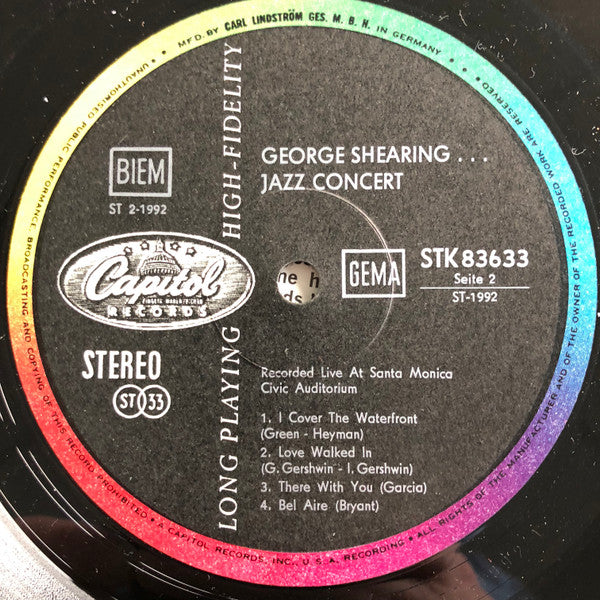 MFD. BY CARL LINDSTRÖM GES. M. B. H. IN GERMANY
UNAUTHORISED PUBLIC PERFORMANCE, BROADCASTING AND COPYING OF THIS RECORD PROHIBITED • A CAPITOL RECORDS, INC., U. S. A. RECORDING • ALL RIGHTS OF THE MANUFACTURER AND OF THE OWNER OF THE RECORDED WORK ARE RESERVED
LONG PLAYING HIGH-FIDELITY
BIEM
ST 2-1992
GEORGE SHEARING . . .
JAZZ CONCERT
Capitol
RECORDS
GEMA
STK 83633
Seite 2
ST-1992
ne h
ds
STEREO
ST 33
Recorded Live At Santa Monica
Civic Auditorium
1. I Cover The Waterfront
(Green - Heyman)
2. Love Walked In
(G. Gershwin - I. Gershwin)
3. There With You (Garcia)
4. Bel Aire (Bryant)